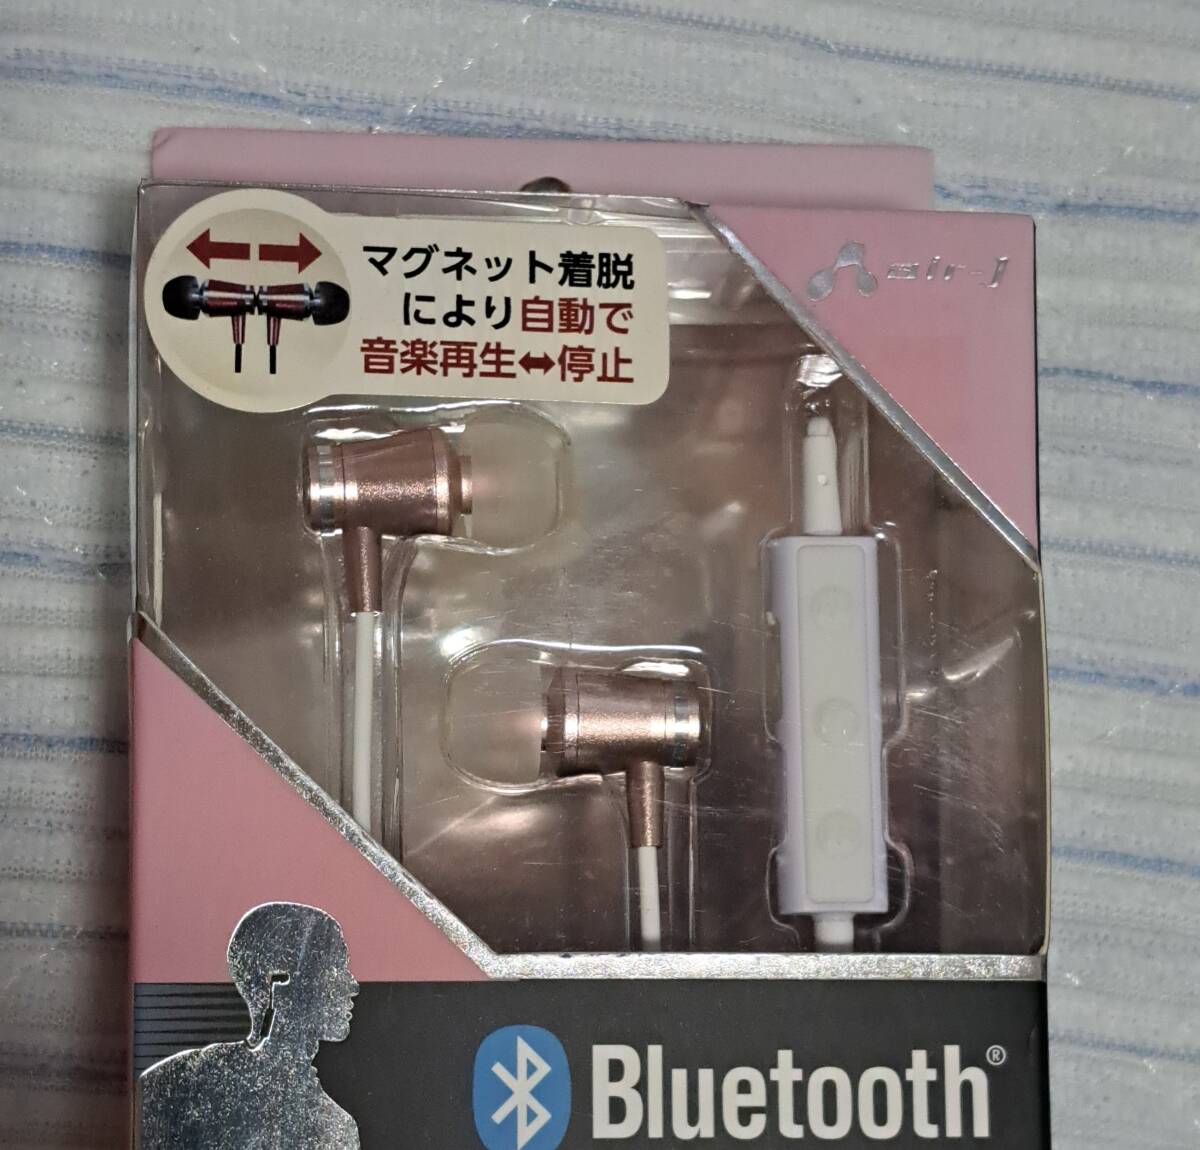 マグネット着脱
により自動で
音楽再生⇔停止
air-J
Bluetooth®